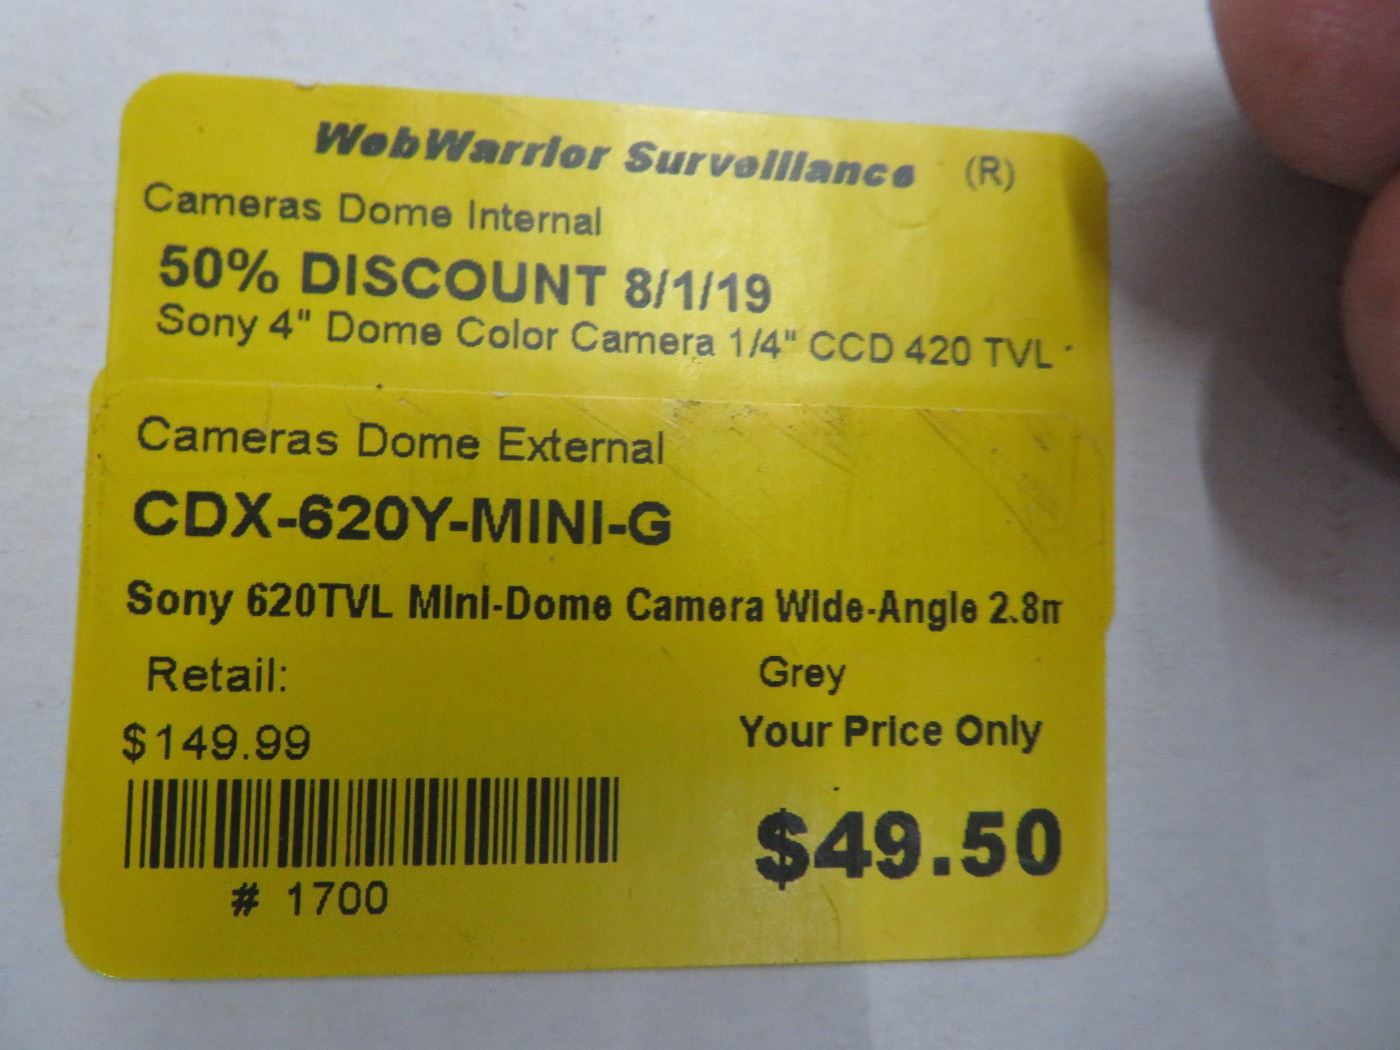 WebWarrior Surveillance (R)
Cameras Dome Internal
50% DISCOUNT 8/1/19
Sony 4" Dome Color Camera 1/4" CCD 420 TVL
Cameras Dome External
CDX-620Y-MINI-G
Sony 620TVL Mini-Dome Camera Wide-Angle 2.8m
Retail: Grey
$149.99 Your Price Only
$49.50
# 1700